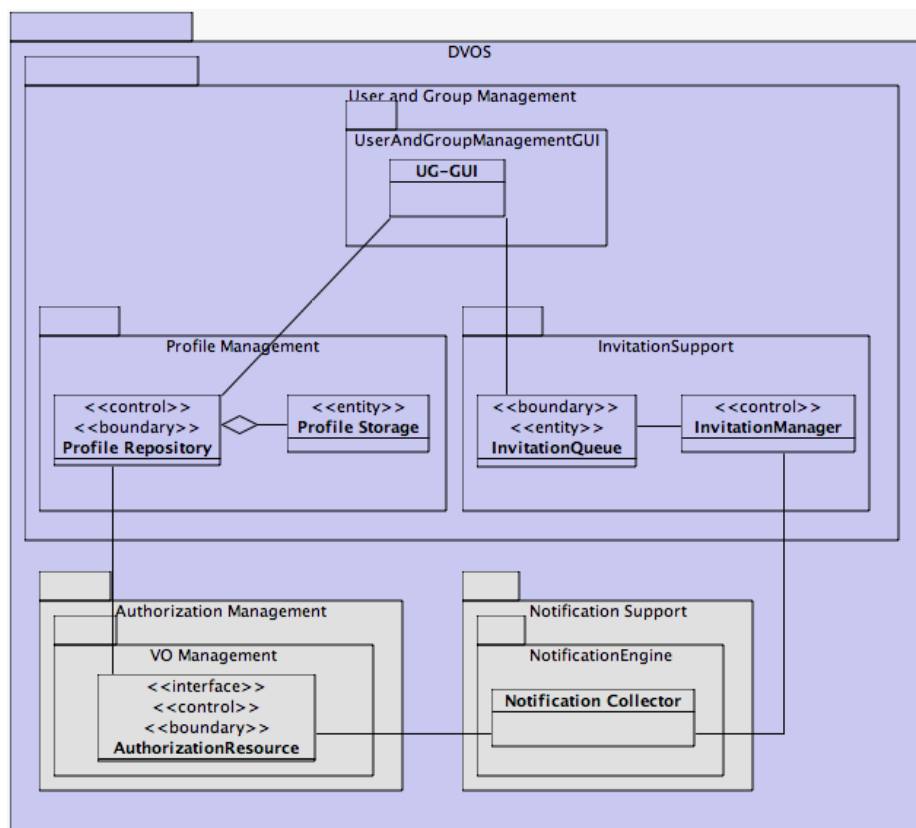 DVOS
User and Group Management
UserAndGroupManagementGUI
UG-GUI
Profile Management
<<control>>
<<boundary>>
Profile Repository
<<entity>>
Profile Storage
InvitationSupport
<<boundary>>
<<entity>>
InvitationQueue
<<control>>
InvitationManager
Authorization Management
VO Management
<<interface>>
<<control>>
<<boundary>>
AuthorizationResource
Notification Support
NotificationEngine
Notification Collector